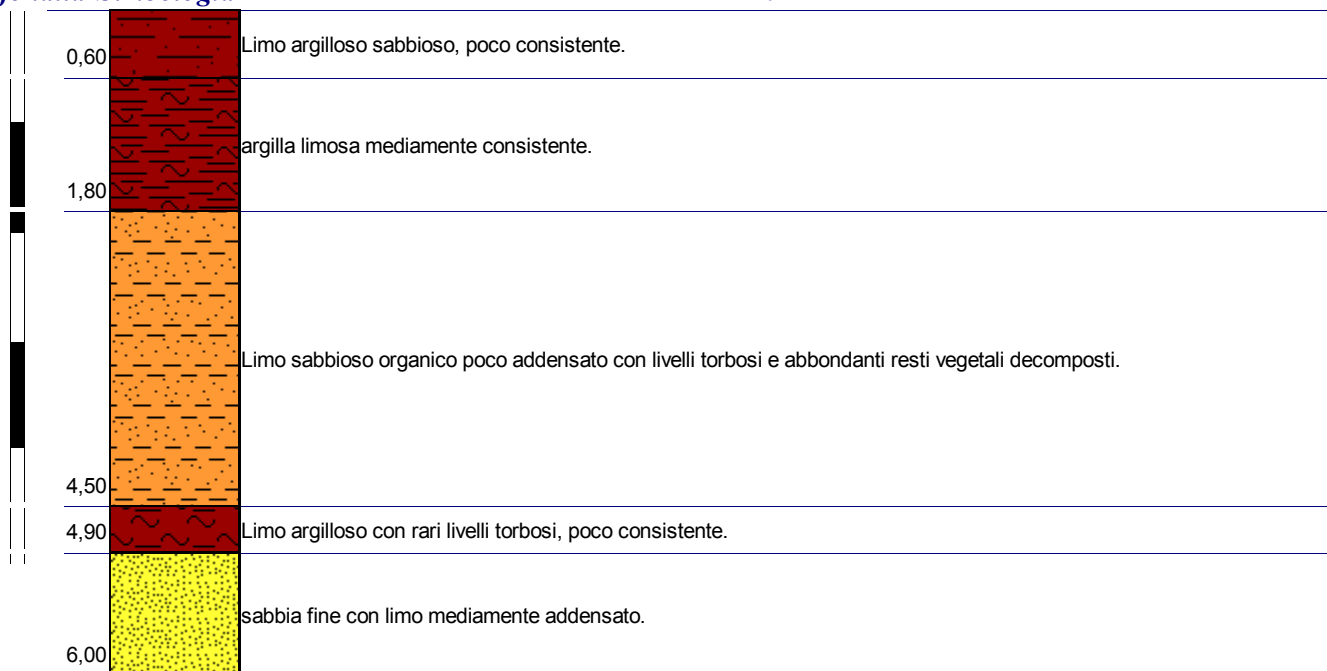 0,60 Limo argilloso sabbioso, poco consistente.
argilla limosa mediamente consistente.
1,80
Limo sabbioso organico poco addensato con livelli torbosi e abbondanti resti vegetali decomposti.
4,50
4,90 Limo argilloso con rari livelli torbosi, poco consistente.
sabbia fine con limo mediamente addensato.
6,00